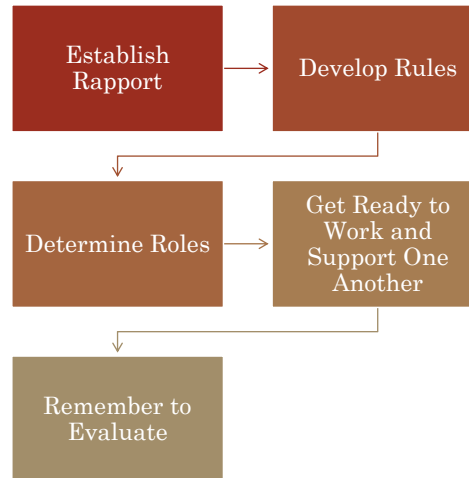 Establish
Rapport
Develop Rules
Determine Roles
Get Ready to
Work and
Support One
Another
Remember to
Evaluate